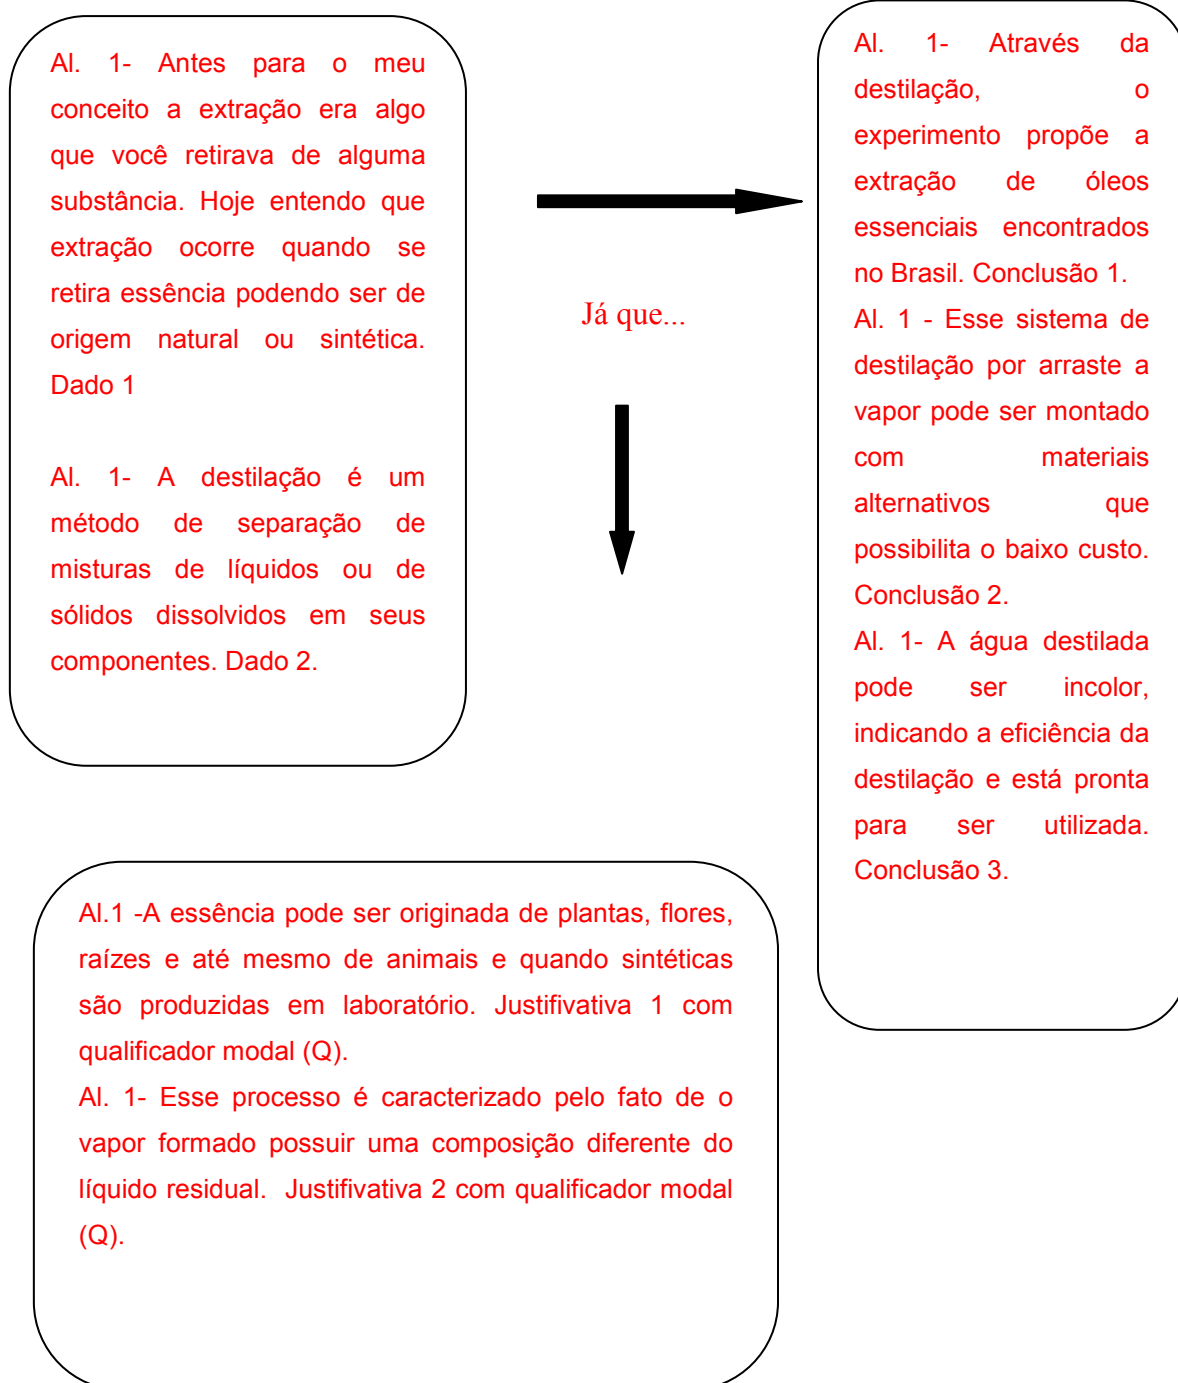 Al. 1- Antes para o meu
conceito a extração era algo
que você retirava de alguma
substância. Hoje entendo que
extração ocorre quando se
retira essência podendo ser de
origem natural ou sintética.
Dado 1
Al. 1- A destilação é um
método de separação de
misturas de líquidos ou de
sólidos dissolvidos em seus
componentes. Dado 2.
Já que...
Al. 1- Através da
destilação, o
experimento propõe a
extração de óleos
essenciais encontrados
no Brasil. Conclusão 1.
Al. 1 - Esse sistema de
destilação por arraste a
vapor pode ser montado
com materiais
alternativos que
possibilita o baixo custo.
Conclusão 2.
Al. 1- A água destilada
pode ser incolor,
indicando a eficiência da
destilação e está pronta
para ser utilizada.
Conclusão 3.
Al.1 -A essência pode ser originada de plantas, flores,
raízes e até mesmo de animais e quando sintéticas
são produzidas em laboratório. Justifivativa 1 com
qualificador modal (Q).
Al. 1- Esse processo é caracterizado pelo fato de o
vapor formado possuir uma composição diferente do
líquido residual. Justifivativa 2 com qualificador modal
(Q).